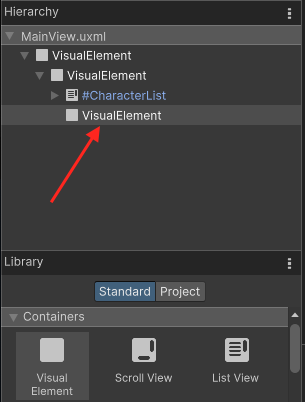 Hierarchy
MainView.uxml
VisualElement
VisualElement
#CharacterList
VisualElement
Library
Standard Project
Containers
Visual Element
Scroll View
List View